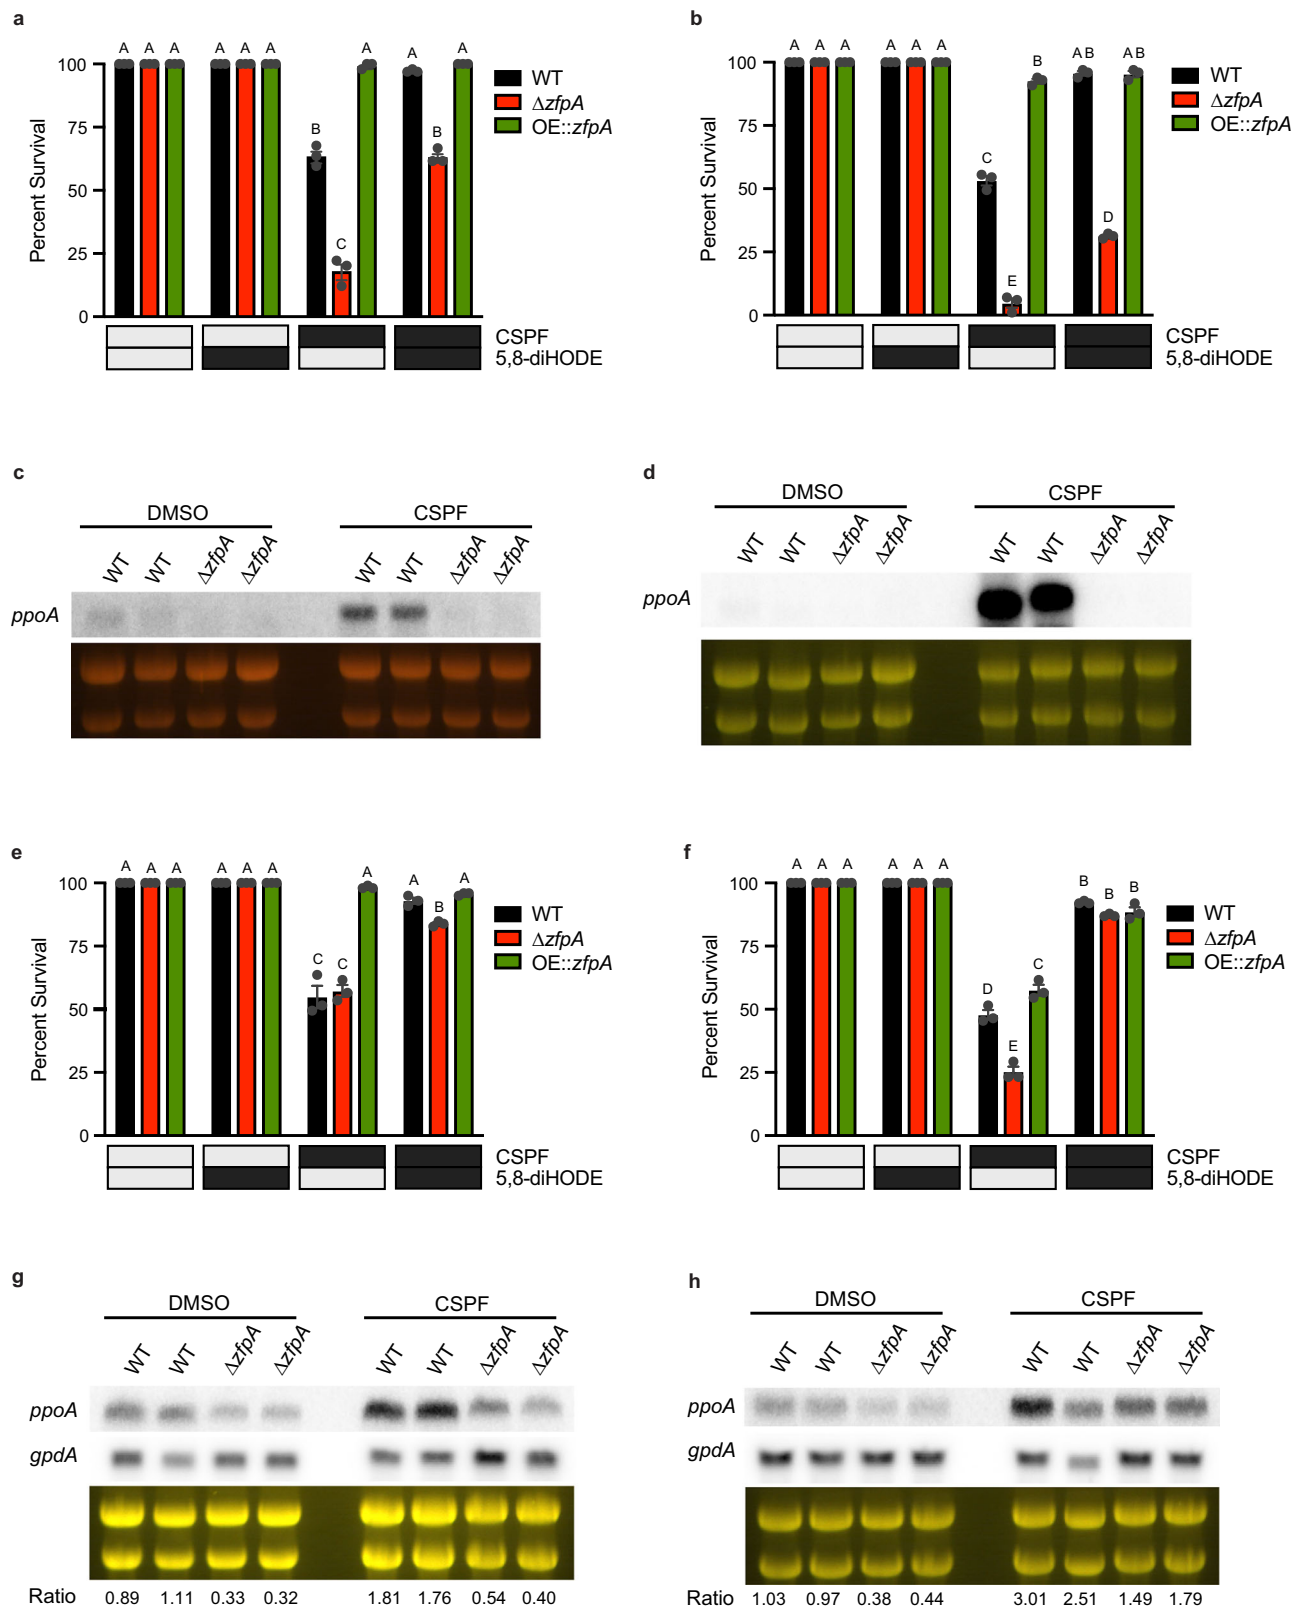 a
A A A A A A B C A A B A
100
75
50
25
0
Percent Survival
WT
ΔzfpA
OE::zfpA
CSPF
5,8-diHODE
b
A A A A A A C E B A B D A B
100
75
50
25
0
Percent Survival
WT
ΔzfpA
OE::zfpA
CSPF
5,8-diHODE
c
DMSO CSPF
WT WT ΔzfpA ΔzfpA WT WT ΔzfpA ΔzfpA
ppoA
d
DMSO CSPF
WT WT ΔzfpA ΔzfpA WT WT ΔzfpA ΔzfpA
ppoA
e
A A A A A A C C A A B A
100
75
50
25
0
Percent Survival
WT
ΔzfpA
OE::zfpA
CSPF
5,8-diHODE
f
A A A A A A D E C B B B
100
75
50
25
0
Percent Survival
WT
ΔzfpA
OE::zfpA
CSPF
5,8-diHODE
g
DMSO CSPF
WT WT ΔzfpA ΔzfpA WT WT ΔzfpA ΔzfpA
ppoA
gpdA
Ratio 0.89 1.11 0.33 0.32 1.81 1.76 0.54 0.40
h
DMSO CSPF
WT WT ΔzfpA ΔzfpA WT WT ΔzfpA ΔzfpA
ppoA
gpdA
Ratio 1.03 0.97 0.38 0.44 3.01 2.51 1.49 1.79